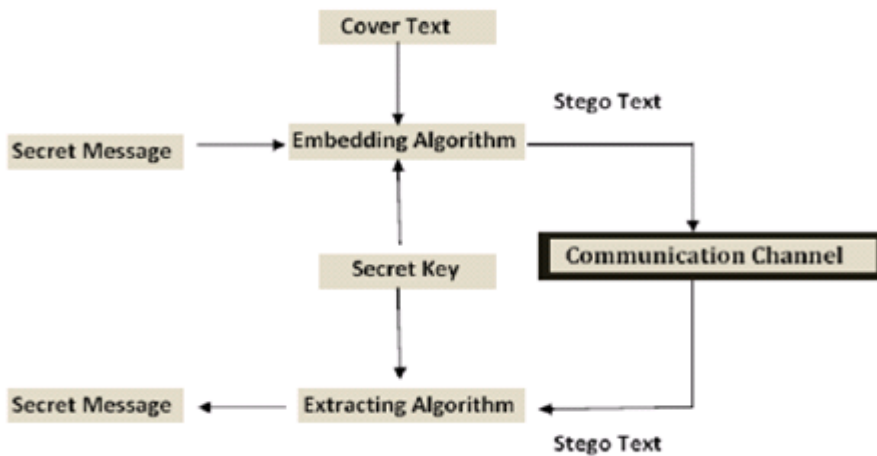 Cover Text
Stego Text
Secret Message
Embedding Algorithm
Communication Channel
Secret Key
Secret Message
Extracting Algorithm
Stego Text